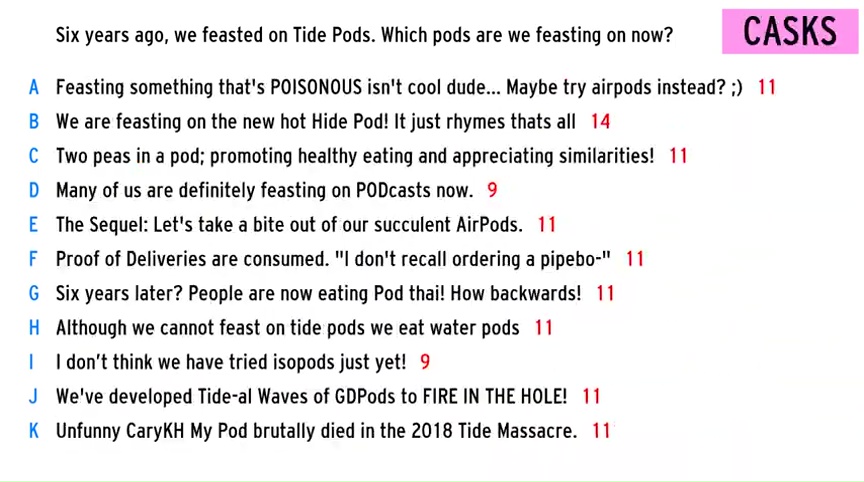 Six years ago, we feasted on Tide Pods. Which pods are we feasting on now?
CASKS
A Feasting something that's POISONOUS isn't cool dude... Maybe try airpods instead? ;) 11
B We are feasting on the new hot Hide Pod! It just rhymes thats all 14
C Two peas in a pod; promoting healthy eating and appreciating similarities! 11
D Many of us are definitely feasting on PODcasts now. 9
E The Sequel: Let's take a bite out of our succulent AirPods. 11
F Proof of Deliveries are consumed. "I don't recall ordering a pipebo-" 11
G Six years later? People are now eating Pod thai! How backwards! 11
H Although we cannot feast on tide pods we eat water pods 11
I I don't think we have tried isopods just yet! 9
J We've developed Tide-al Waves of GDPods to FIRE IN THE HOLE! 11
K Unfunny CaryKH My Pod brutally died in the 2018 Tide Massacre. 11